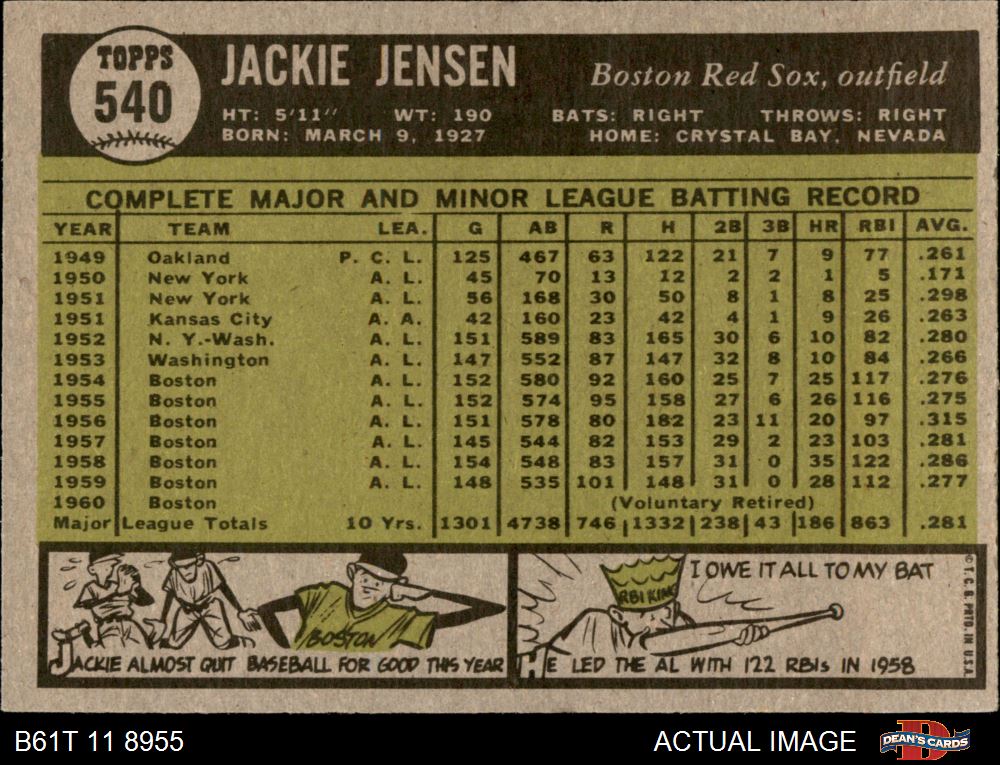 TOPPS
540
JACKIE JENSEN
Boston Red Sox, outfield
HT: 5'11" WT: 190 BATS: RIGHT THROWS: RIGHT
BORN: MARCH 9, 1927 HOME: CRYSTAL BAY, NEVADA
COMPLETE MAJOR AND MINOR LEAGUE BATTING RECORD
YEAR TEAM LEA. G AB R H 2B 3B HR RBI AVG.
1949 Oakland P. C. L. 125 467 63 122 21 7 9 77 .261
1950 New York A. L. 45 70 13 12 2 2 1 5 .171
1951 New York A. L. 56 168 30 50 8 1 8 25 .298
1951 Kansas City A. A. 42 160 23 42 4 1 9 26 .263
1952 N. Y.-Wash. A. L. 151 589 83 165 30 6 10 82 .280
1953 Washington A. L. 147 552 87 147 32 8 10 84 .266
1954 Boston A. L. 152 580 92 160 25 7 25 117 .276
1955 Boston A. L. 152 574 95 158 27 6 26 116 .275
1956 Boston A. L. 151 578 80 182 23 11 20 97 .315
1957 Boston A. L. 145 544 82 153 29 2 23 103 .281
1958 Boston A. L. 154 548 83 157 31 0 35 122 .286
1959 Boston A. L. 148 535 101 148 31 0 28 112 .277
1960 Boston (Voluntary Retired)
Major League Totals 10 Yrs. 1301 4738 746 1332 238 43 186 863 .281
BOSTON
JACKIE ALMOST QUIT BASEBALL FOR GOOD THIS YEAR
RBI KING
I OWE IT ALL TO MY BAT
HE LED THE AL WITH 122 RBIs IN 1958
© T. C. G. PRTD. IN U.S.A.
B61T 11 8955
ACTUAL IMAGE
DEAN'S CARDS